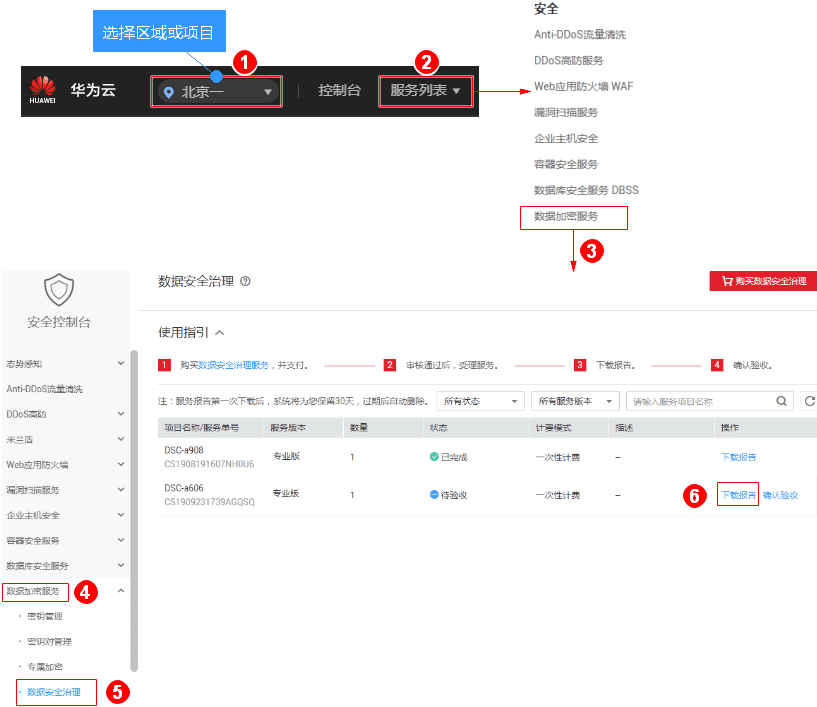 选择区域或项目
1
2
HUAWEI
华为云
北京一
控制台
服务列表
安全
Anti-DDoS流量清洗
DDoS高防服务
Web应用防火墙 WAF
漏洞扫描服务
企业主机安全
容器安全服务
数据库安全服务 DBSS
数据加密服务
3
安全控制台
态势感知
Anti-DDoS流量清洗
DDoS高防
米兰盾
Web应用防火墙
漏洞扫描服务
企业主机安全
容器安全服务
数据库安全服务
数据加密服务
4
密钥管理
密钥对管理
专属加密
数据安全治理
5
数据安全治理
购买数据安全治理
使用指引
1 购买数据安全治理服务，并支付。 2 审核通过后，受理服务。 3 下载报告。 4 确认验收。
注：服务报告第一次下载后，系统将为您保留30天，过期后自动删除。 所有状态 所有服务版本 请输入服务项目名称
项目名称/服务单号 服务版本 数量 状态 计费模式 描述 操作
DSC-a908
CS1908191607NH0U6 专业版 1 已完成 一次性计费 -- 下载报告
DSC-a606
CS1909231739AGQSQ 专业版 1 待验收 一次性计费 -- 6 下载报告 确认验收